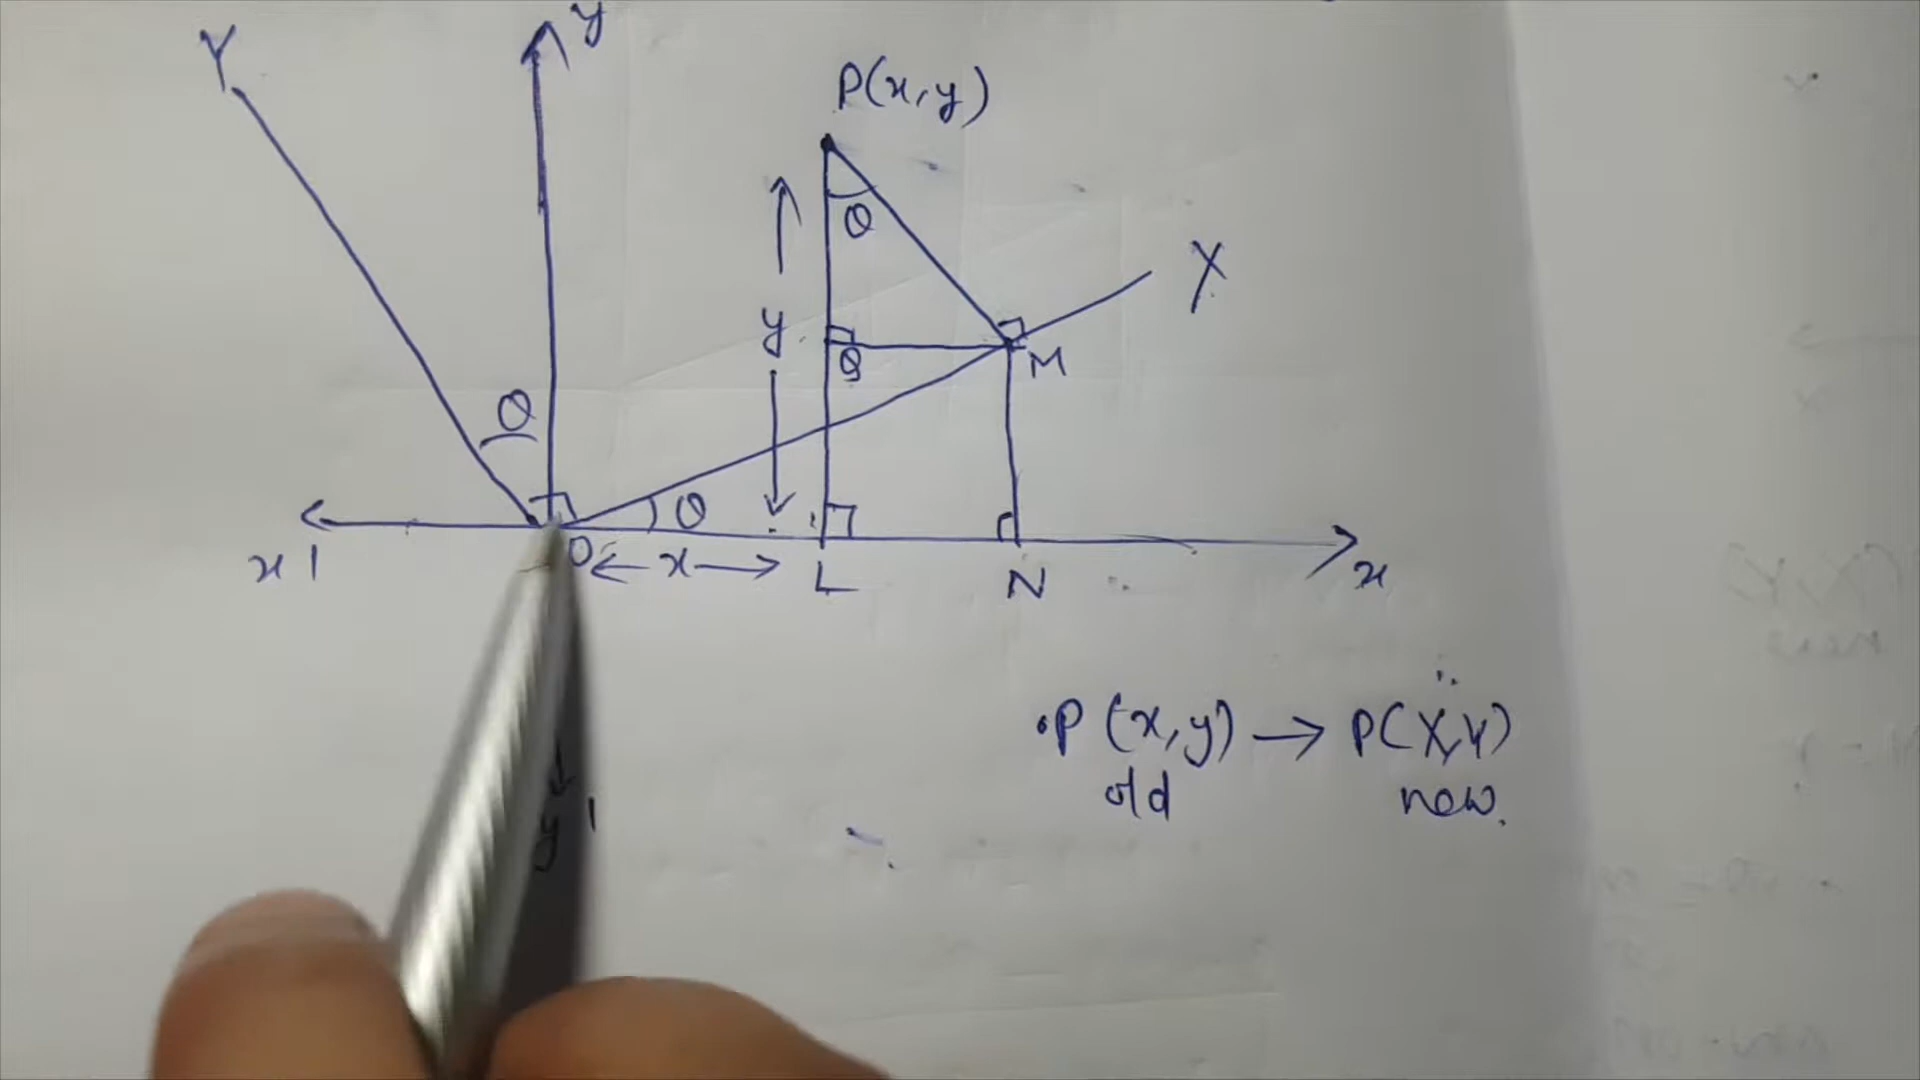 Y
y
P(x,y)
θ
X
y
Q
M
θ
θ
x'
O
x
L
N
x
P (x,y) → P(X,Y)
old new.
y'